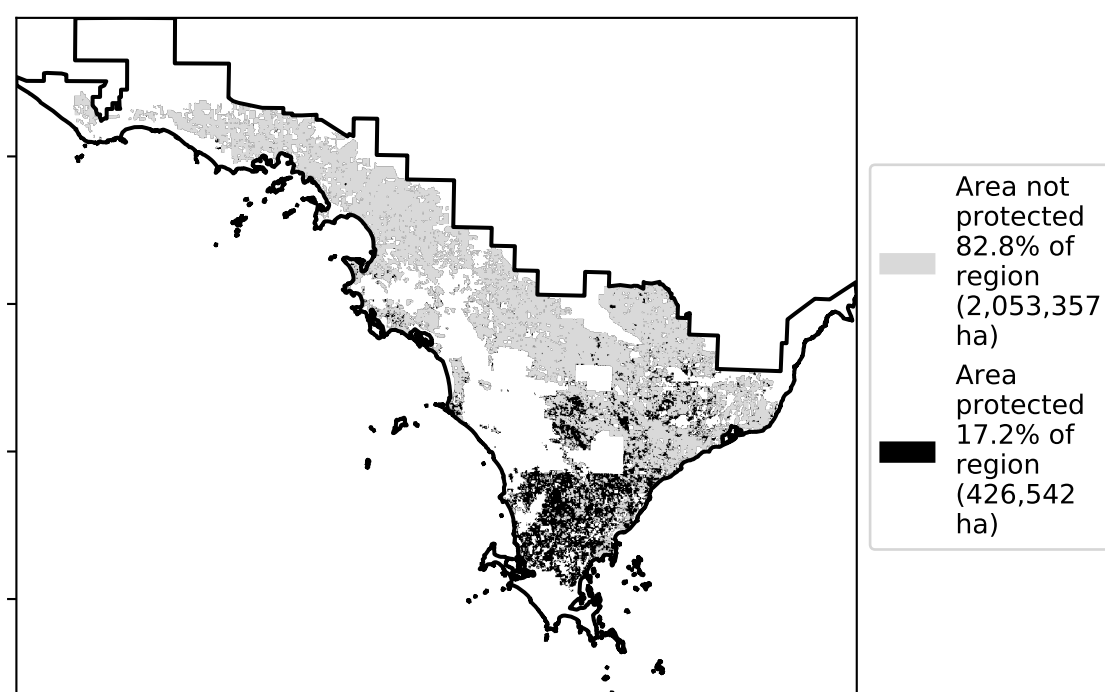 Area not
protected
82.8% of
region
(2,053,357
ha)
Area
protected
17.2% of
region
(426,542
ha)